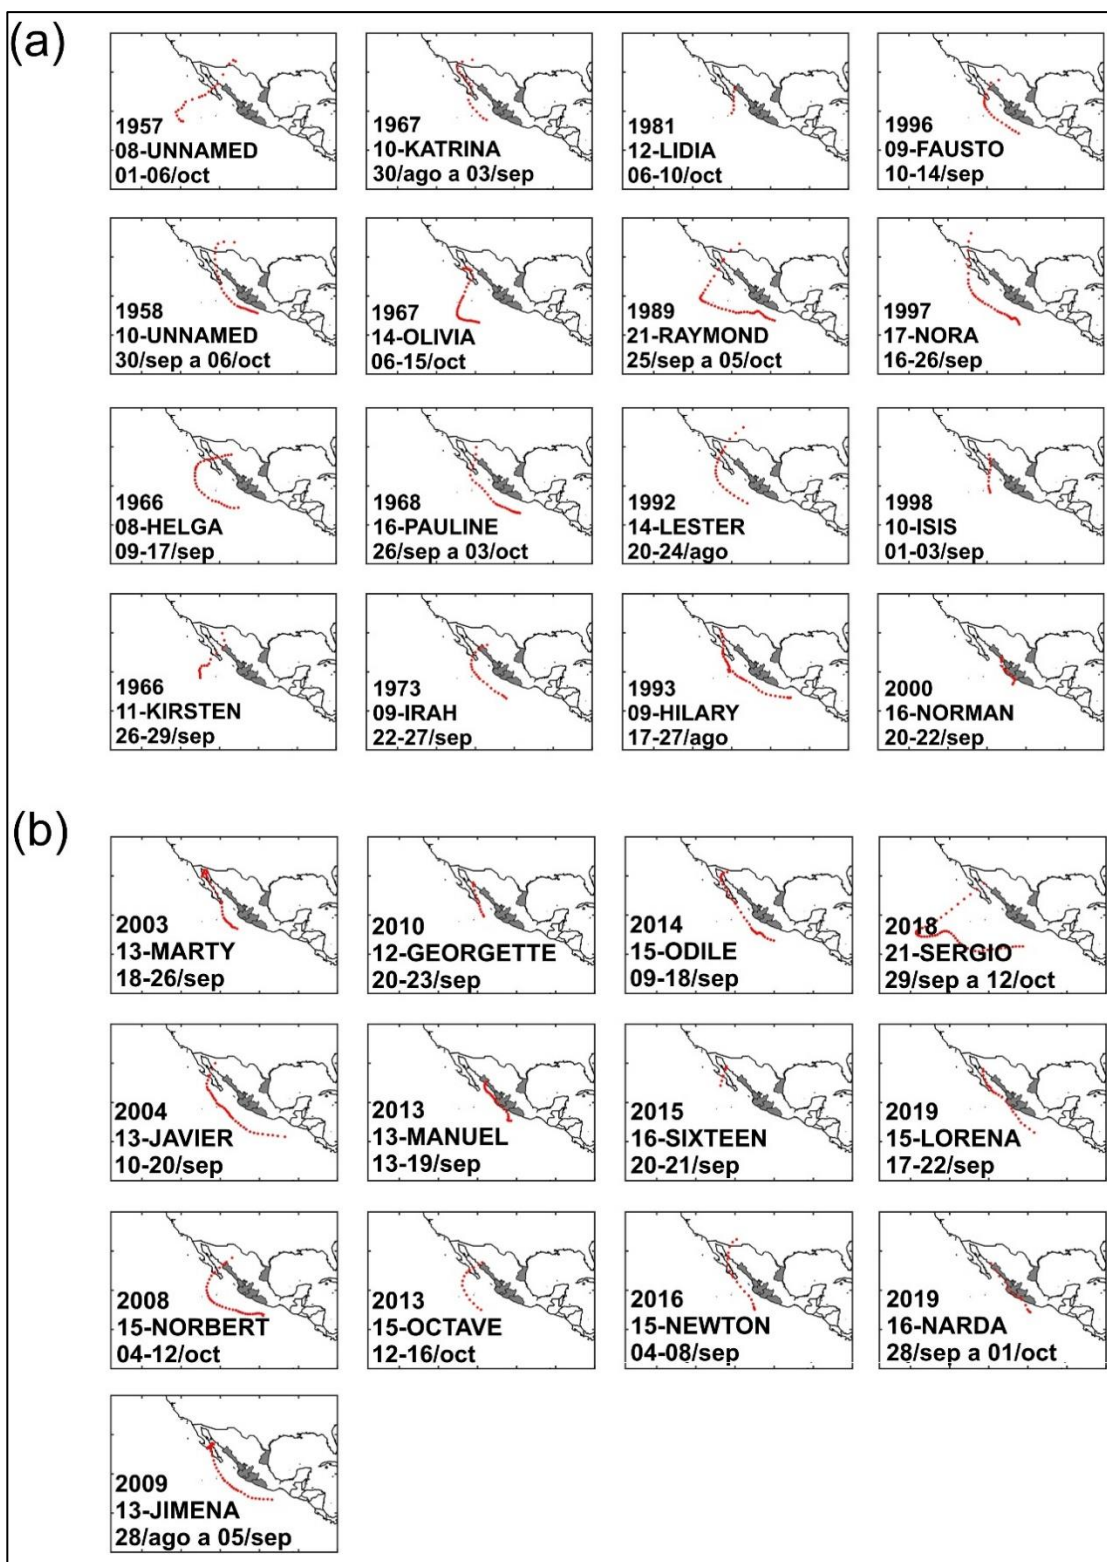 (a)
1957
08-UNNAMED
01-06/oct
1967
10-KATRINA
30/ago a 03/sep
1981
12-LIDIA
06-10/oct
1996
09-FAUSTO
10-14/sep
1958
10-UNNAMED
30/sep a 06/oct
1967
14-OLIVIA
06-15/oct
1989
21-RAYMOND
25/sep a 05/oct
1997
17-NORA
16-26/sep
1966
08-HELGA
09-17/sep
1968
16-PAULINE
26/sep a 03/oct
1992
14-LESTER
20-24/ago
1998
10-ISIS
01-03/sep
1966
11-KIRSTEN
26-29/sep
1973
09-IRAH
22-27/sep
1993
09-HILARY
17-27/ago
2000
16-NORMAN
20-22/sep
(b)
2003
13-MARTY
18-26/sep
2010
12-GEORGETTE
20-23/sep
2014
15-ODILE
09-18/sep
2018
21-SERGIO
29/sep a 12/oct
2004
13-JAVIER
10-20/sep
2013
13-MANUEL
13-19/sep
2015
16-SIXTEEN
20-21/sep
2019
15-LORENA
17-22/sep
2008
15-NORBERT
04-12/oct
2013
15-OCTAVE
12-16/oct
2016
15-NEWTON
04-08/sep
2019
16-NARDA
28/sep a 01/oct
2009
13-JIMENA
28/ago a 05/sep